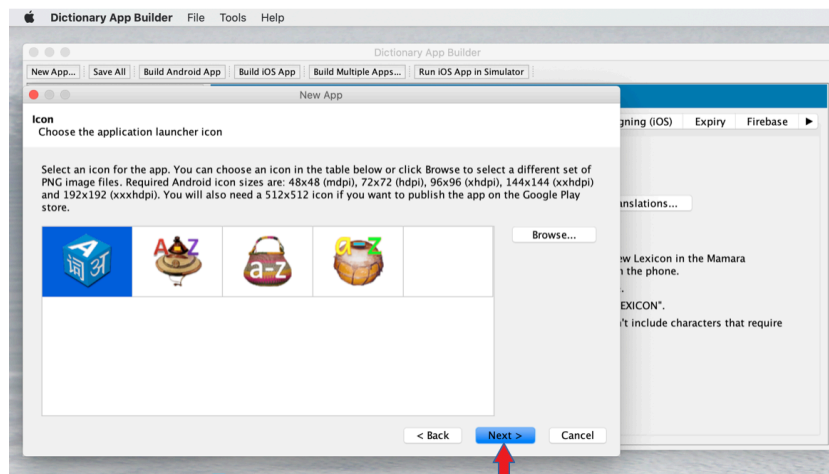 Dictionary App Builder File Tools Help
Dictionary App Builder
New App... Save All Build Android App Build iOS App Build Multiple Apps... Run iOS App in Simulator
New App
Icon
Choose the application launcher icon
gning (iOS) Expiry Firebase
Select an icon for the app. You can choose an icon in the table below or click Browse to select a different set of
PNG image files. Required Android icon sizes are: 48x48 (mdpi), 72x72 (hdpi), 96x96 (xhdpi), 144x144 (xxhdpi)
and 192x192 (xxxhdpi). You will also need a 512x512 icon if you want to publish the app on the Google Play
store.
anslations...
A 词 अ
A Z
a-z
a z
Browse...
ew Lexicon in the Mamara
n the phone.
EXICON".
't include characters that require
< Back Next > Cancel